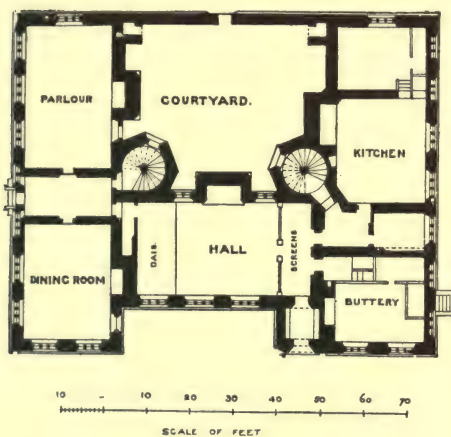 PARLOUR
COURTYARD.
KITCHEN
DAIS.
HALL
SCREENS
DINING ROOM
BUTTERY
10 - 10 20 30 40 50 60 70
SCALE OF FEET